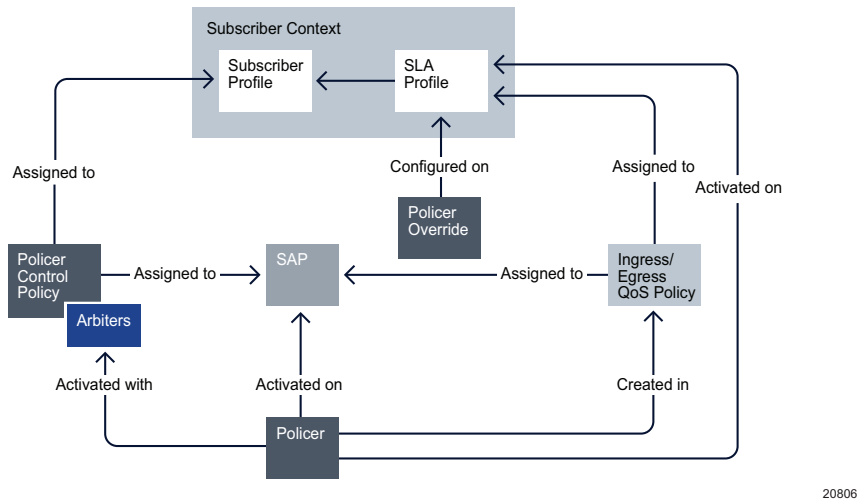 Subscriber Context
Subscriber
Profile
SLA
Profile
Assigned to
Configured on
Assigned to
Activated on
Policer
Override
Policer
Control
Policy
Assigned to
SAP
Assigned to
Ingress/
Egress
QoS Policy
Arbiters
Activated with
Activated on
Created in
Policer
20806